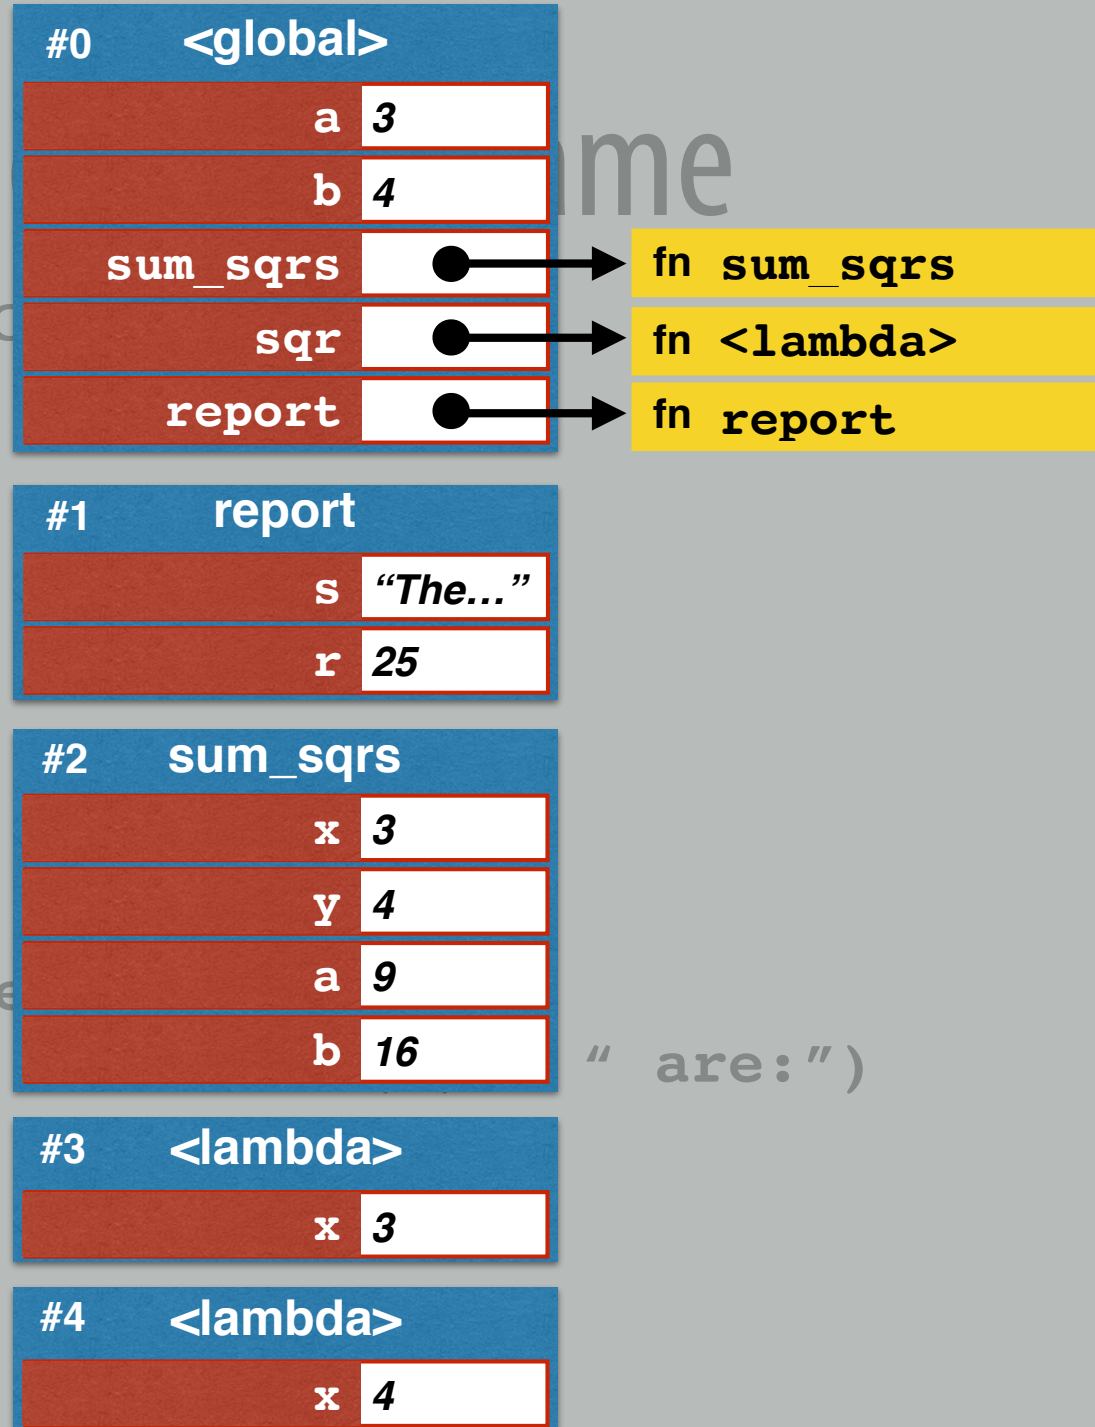 #0 <global>
a 3
b 4
sum_sqrs fn sum_sqrs
sqr fn <lambda>
report fn report
#1 report
s “The…”
r 25
#2 sum_sqrs
x 3
y 4
a 9
b 16
“ are:”)
#3 <lambda>
x 3
#4 <lambda>
x 4